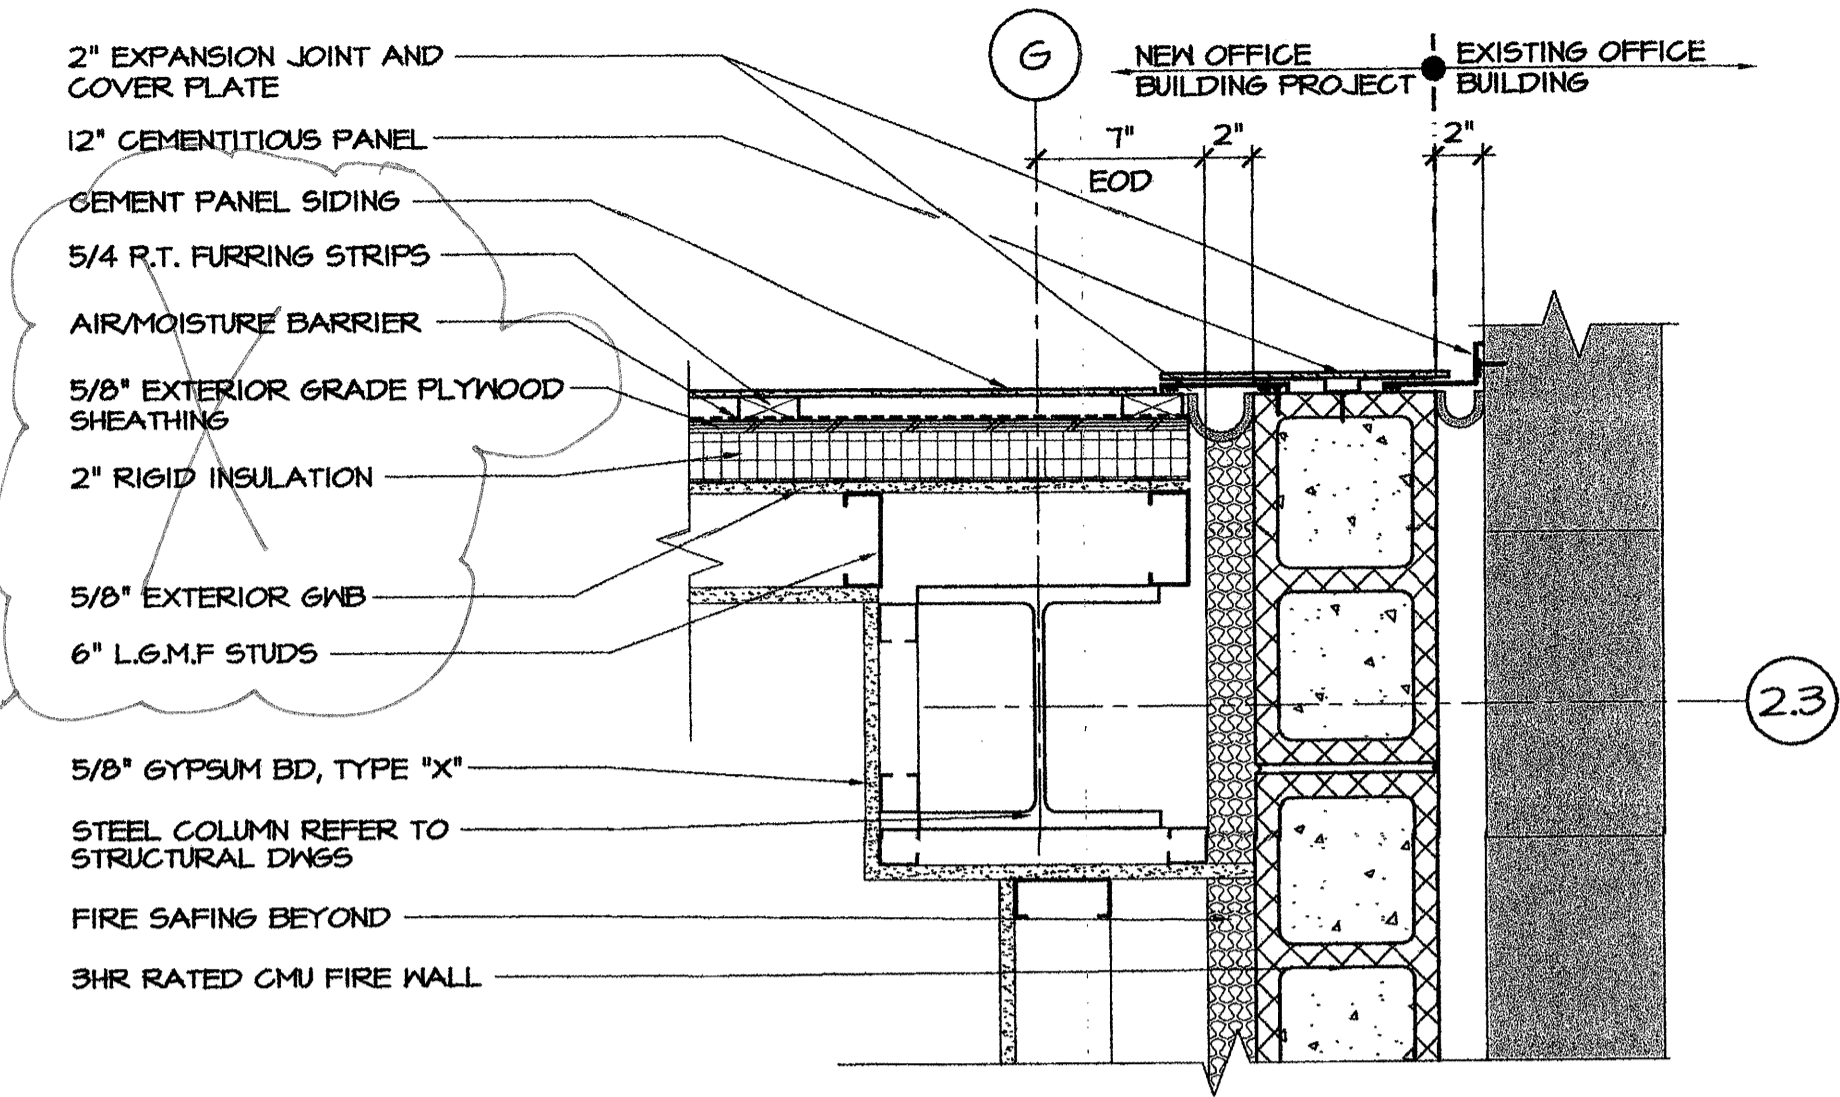 2" EXPANSION JOINT AND
COVER PLATE
12" CEMENTITIOUS PANEL
CEMENT PANEL SIDING
5/4 P.T. FURRING STRIPS
AIR/MOISTURE BARRIER
5/8" EXTERIOR GRADE PLYWOOD
SHEATHING
2" RIGID INSULATION
5/8" EXTERIOR GWB
6" L.G.M.F STUDS
5/8" GYPSUM BD, TYPE "X"
STEEL COLUMN REFER TO
STRUCTURAL DWGS
FIRE SAFING BEYOND
3HR RATED CMU FIRE WALL
G
NEW OFFICE
BUILDING PROJECT
EXISTING OFFICE
BUILDING
7"
EOD
2"
2"
2.3